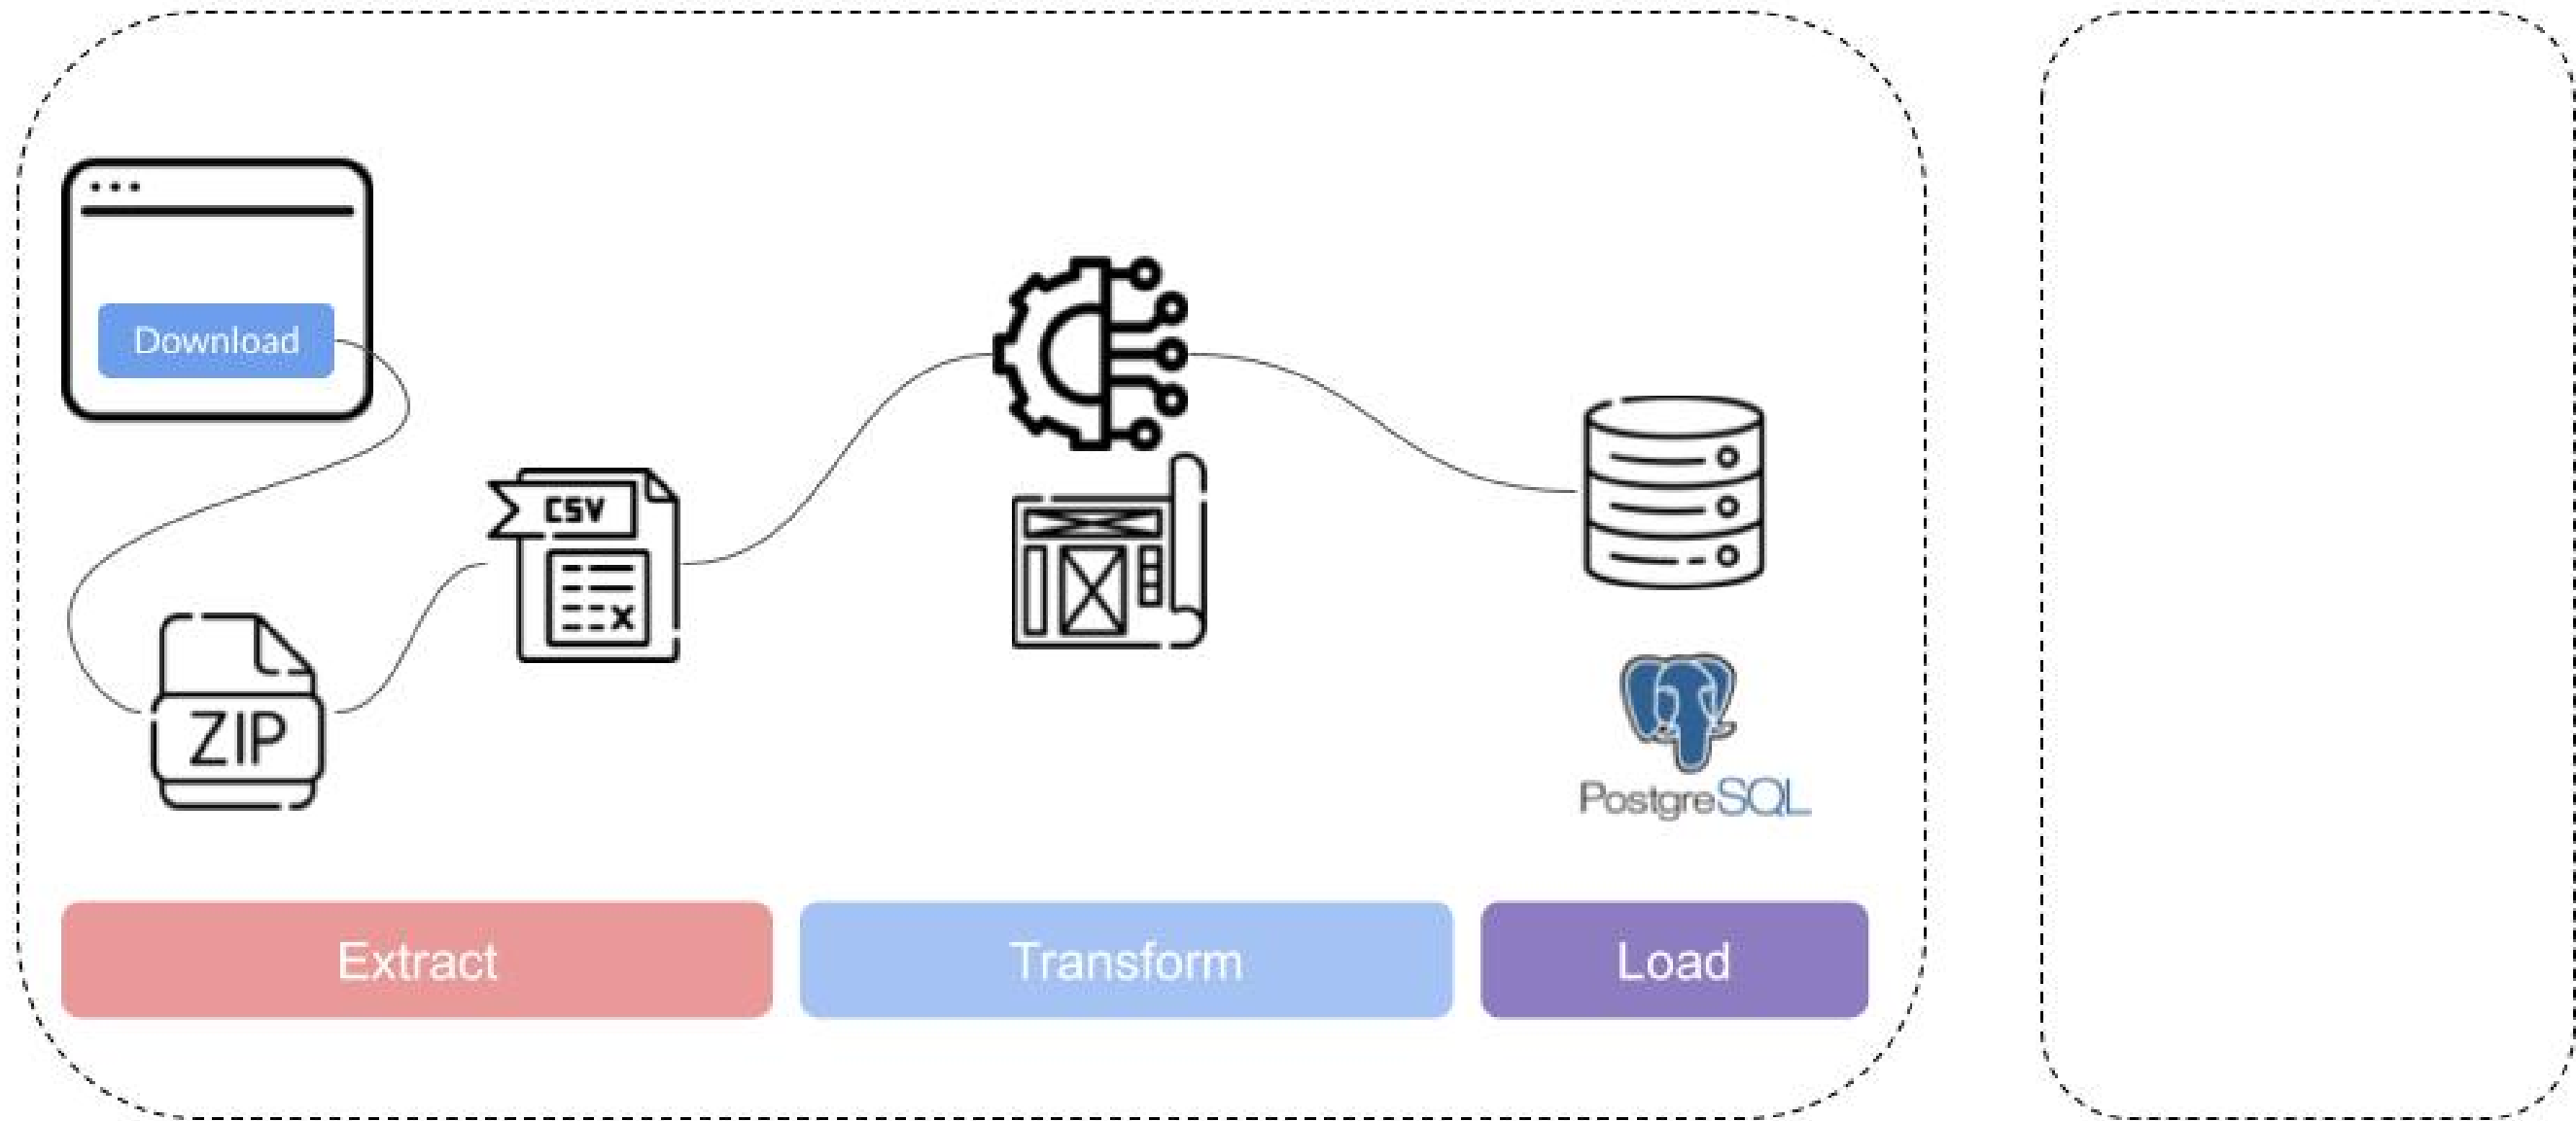 Download
CSV
ZIP
PostgreSQL
Extract
Transform
Load